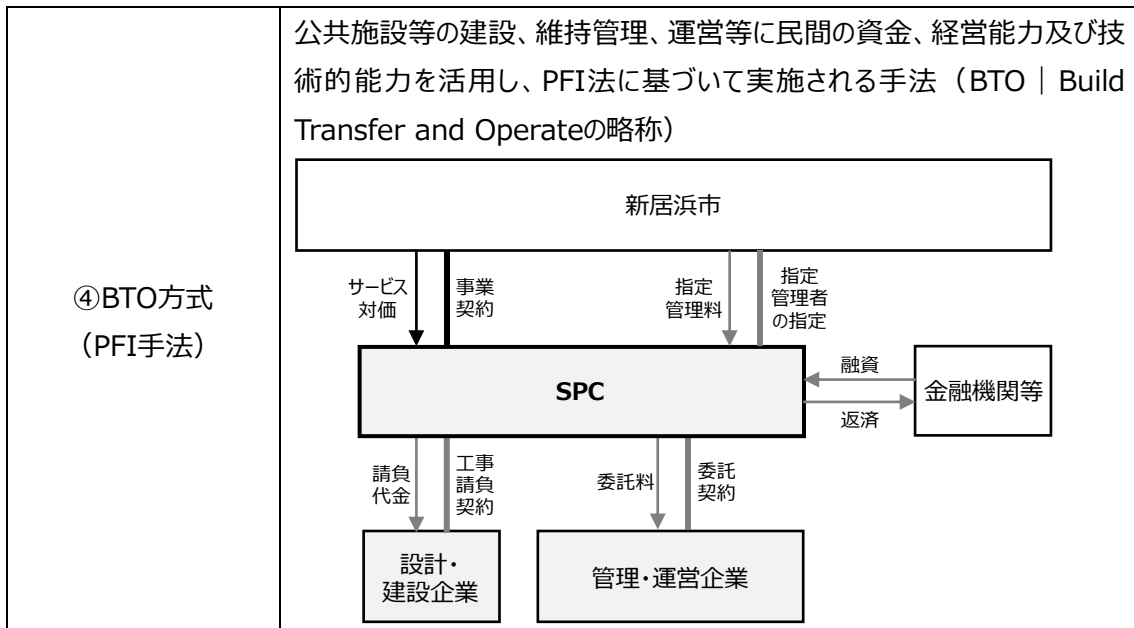 公共施設等の建設、維持管理、運営等に民間の資金、経営能力及び技
術的能力を活用し、PFI法に基づいて実施される手法（BTO｜Build
Transfer and Operateの略称）
④BTO方式
（PFI手法）
新居浜市
サービス
対価
事業
契約
指定
管理料
指定
管理者
の指定
SPC
融資
返済
金融機関等
請負
代金
工事
請負
契約
委託料
委託
契約
設計・
建設企業
管理・運営企業